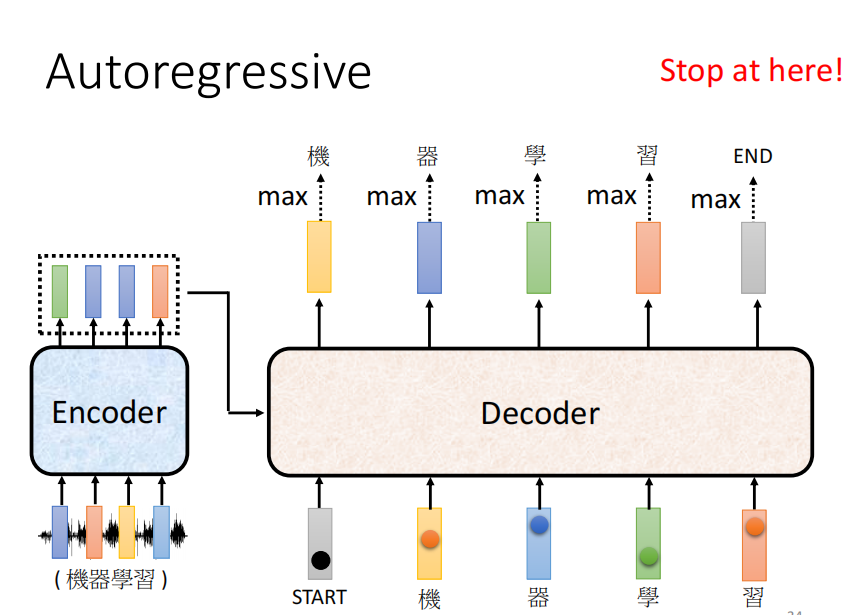 Autoregressive
Stop at here!
機 器 學 習 END
max max max max max
Encoder
Decoder
( 機器學習 )
START 機 器 學 習